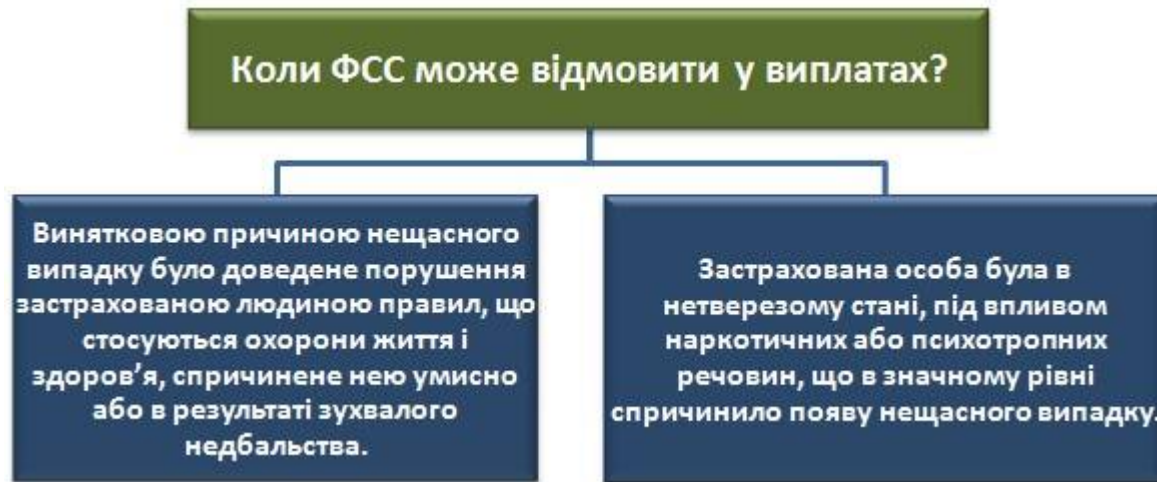 Коли ФСС може відмовити у виплатах?
Винятковою причиною нещасного
випадку було доведене порушення
застрахованою людиною правил, що
стосуються охорони життя і
здоров’я, спричинене нею умисно
або в результаті зухвалого
недбальства.
Застрахована особа була в
нетверезому стані, під впливом
наркотичних або психотропних
речовин, що в значному рівні
спричинило появу нещасного випадку.